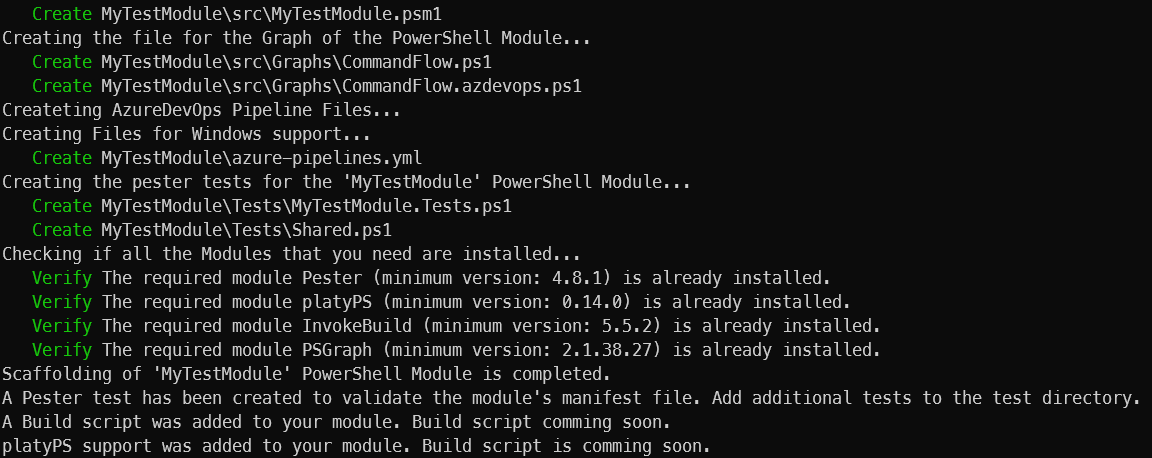 Create MyTestModule\src\MyTestModule.psm1
Creating the file for the Graph of the PowerShell Module...
Create MyTestModule\src\Graphs\CommandFlow.ps1
Create MyTestModule\src\Graphs\CommandFlow.azdevops.ps1
Createting AzureDevOps Pipeline Files...
Creating Files for Windows support...
Create MyTestModule\azure-pipelines.yml
Creating the pester tests for the 'MyTestModule' PowerShell Module...
Create MyTestModule\Tests\MyTestModule.Tests.ps1
Create MyTestModule\Tests\Shared.ps1
Checking if all the Modules that you need are installed...
Verify The required module Pester (minimum version: 4.8.1) is already installed.
Verify The required module platyPS (minimum version: 0.14.0) is already installed.
Verify The required module InvokeBuild (minimum version: 5.5.2) is already installed.
Verify The required module PSGraph (minimum version: 2.1.38.27) is already installed.
Scaffolding of 'MyTestModule' PowerShell Module is completed.
A Pester test has been created to validate the module's manifest file. Add additional tests to the test directory.
A Build script was added to your module. Build script comming soon.
platyPS support was added to your module. Build script is comming soon.